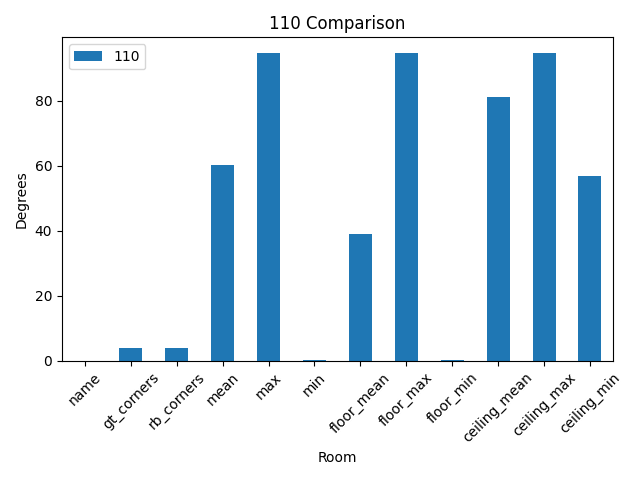 110 Comparison
110
Degrees
80
60
40
20
0
name
gt_corners
rb_corners
mean
max
min
floor_mean
floor_max
floor_min
ceiling_mean
ceiling_max
ceiling_min
Room